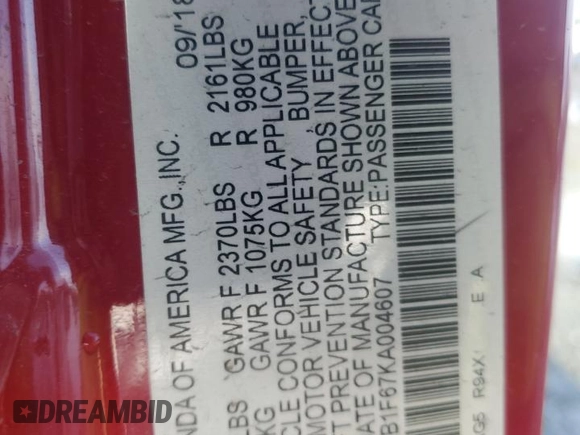 NDA OF AMERICA MFG., INC. 09/18
LBS GAWR F 2370LBS R 2161LBS
KG GAWR F 1075KG R 980KG
CLE CONFORMS TO ALL APPLICABLE
MOTOR VEHICLE SAFETY, BUMPER,
T PREVENTION STANDARDS IN EFFECT
ATE OF MANUFACTURE SHOWN ABOVE
B1F67KA004607 TYPE:PASSENGER CAR
G5 R94X E A
DREAMBID